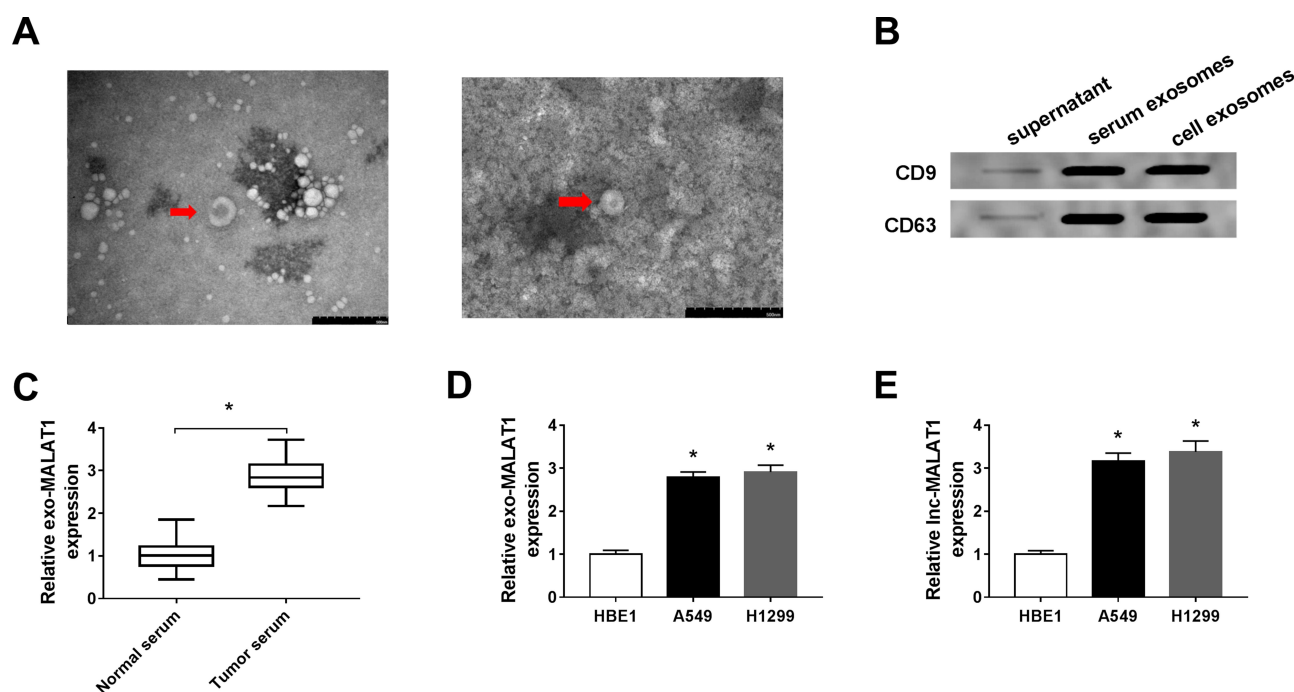 A
B
supernatant
serum exosomes
cell exosomes
CD9
CD63
500nm
C
Relative exo-MALAT1
expression
4
3
2
1
0
*
Normal serum
Tumor serum
D
Relative exo-MALAT1
expression
4
3
2
1
0
*
*
HBE1
A549
H1299
E
Relative lnc-MALAT1
expression
4
3
2
1
0
*
*
HBE1
A549
H1299